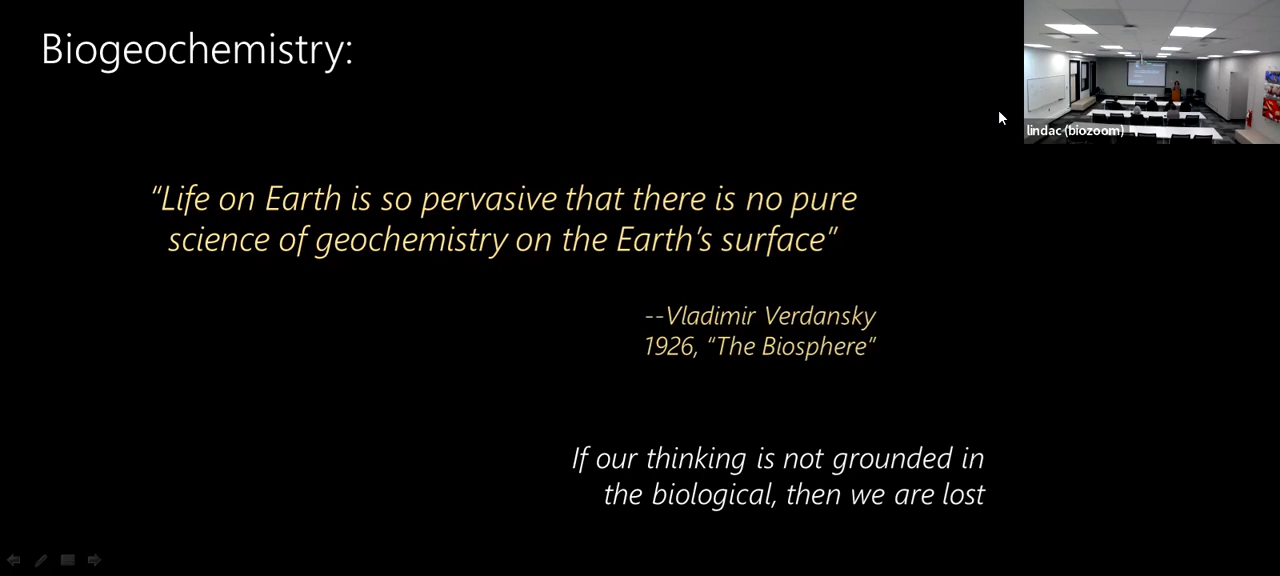 Biogeochemistry:
lindac (biozoom)
“Life on Earth is so pervasive that there is no pure
science of geochemistry on the Earth’s surface”
--Vladimir Verdansky
1926, “The Biosphere”
If our thinking is not grounded in
the biological, then we are lost